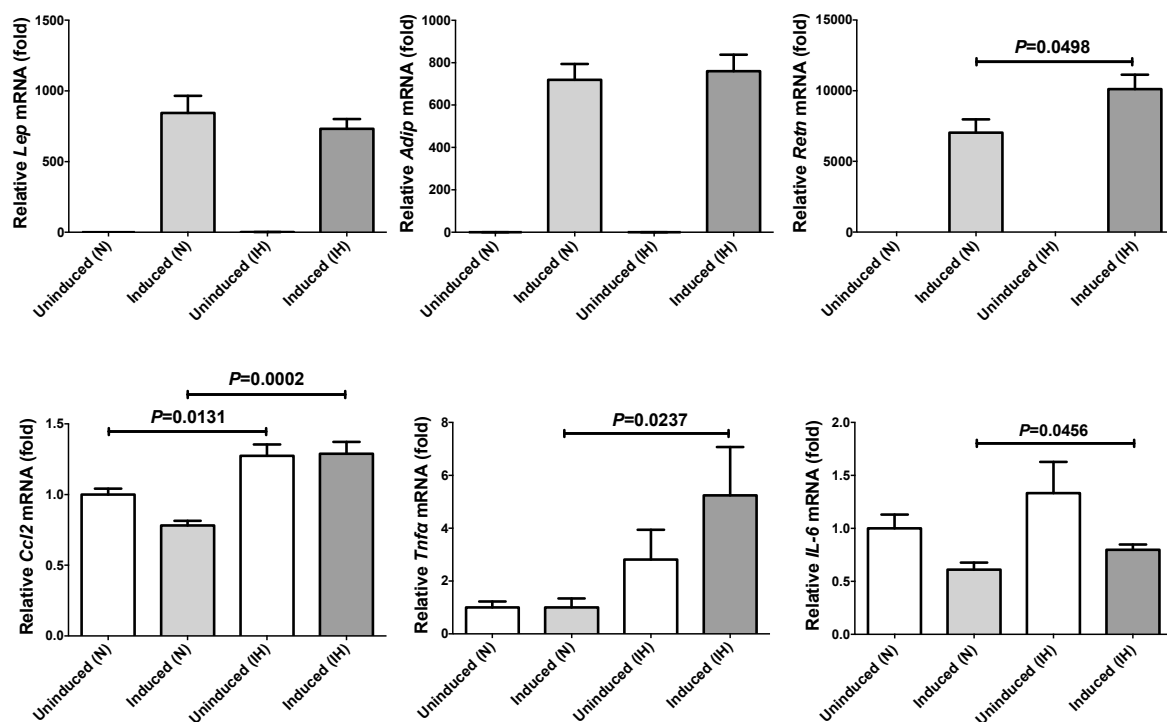 Relative Lep mRNA (fold)
1500
1000
500
0
Uninduced (N)
Induced (N)
Uninduced (IH)
Induced (IH)
Relative Adip mRNA (fold)
1000
800
600
400
200
0
Uninduced (N)
Induced (N)
Uninduced (IH)
Induced (IH)
Relative Retn mRNA (fold)
15000
10000
5000
0
P=0.0498
Uninduced (N)
Induced (N)
Uninduced (IH)
Induced (IH)
Relative Ccl2 mRNA (fold)
1.5
1.0
0.5
0.0
P=0.0002
P=0.0131
Uninduced (N)
Induced (N)
Uninduced (IH)
Induced (IH)
Relative Tnfα mRNA (fold)
8
6
4
2
0
P=0.0237
Uninduced (N)
Induced (N)
Uninduced (IH)
Induced (IH)
Relative IL-6 mRNA (fold)
2.0
1.5
1.0
0.5
0.0
P=0.0456
Uninduced (N)
Induced (N)
Uninduced (IH)
Induced (IH)